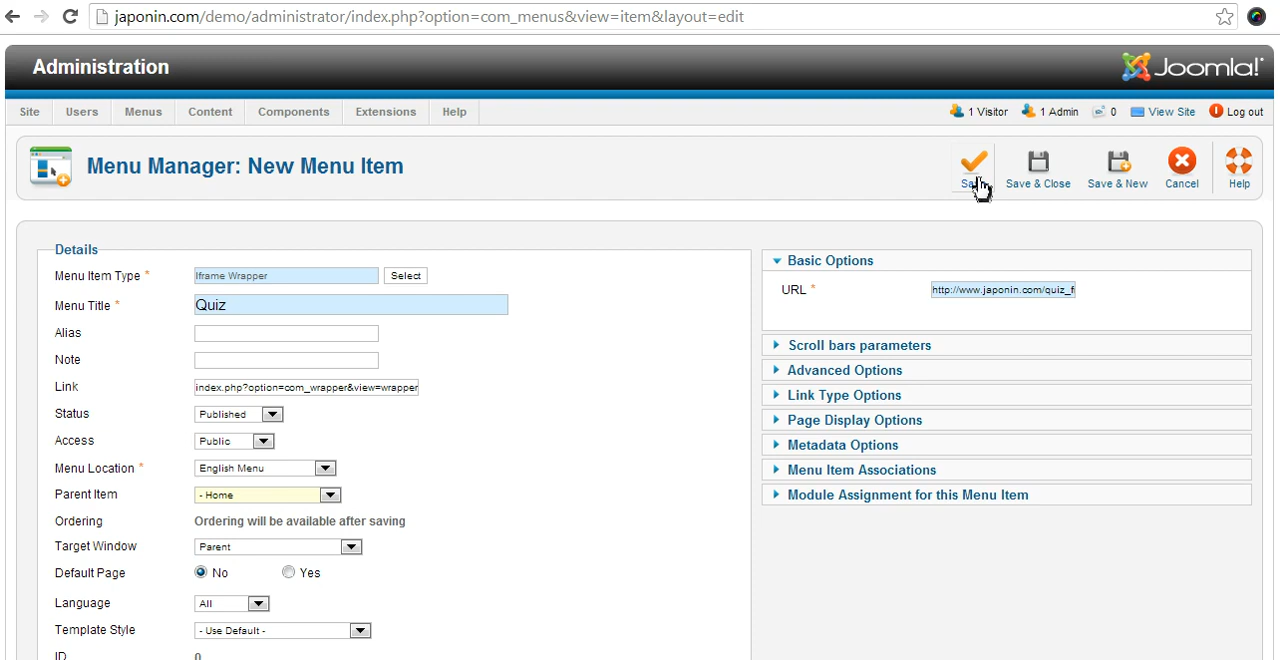 japonin.com/demo/administrator/index.php?option=com_menus&view=item&layout=edit
Administration
Joomla!
Site Users Menus Content Components Extensions Help
1 Visitor 1 Admin 0 View Site Log out
Menu Manager: New Menu Item
Save & Close Save & New Cancel Help
Details
Menu Item Type * Iframe Wrapper Select
Menu Title * Quiz
Alias
Note
Link index.php?option=com_wrapper&view=wrapper
Status Published
Access Public
Menu Location * English Menu
Parent Item - Home
Ordering Ordering will be available after saving
Target Window Parent
Default Page No Yes
Language All
Template Style - Use Default -
ID 0
Basic Options
URL * http://www.japonin.com/quiz_f
Scroll bars parameters
Advanced Options
Link Type Options
Page Display Options
Metadata Options
Menu Item Associations
Module Assignment for this Menu Item